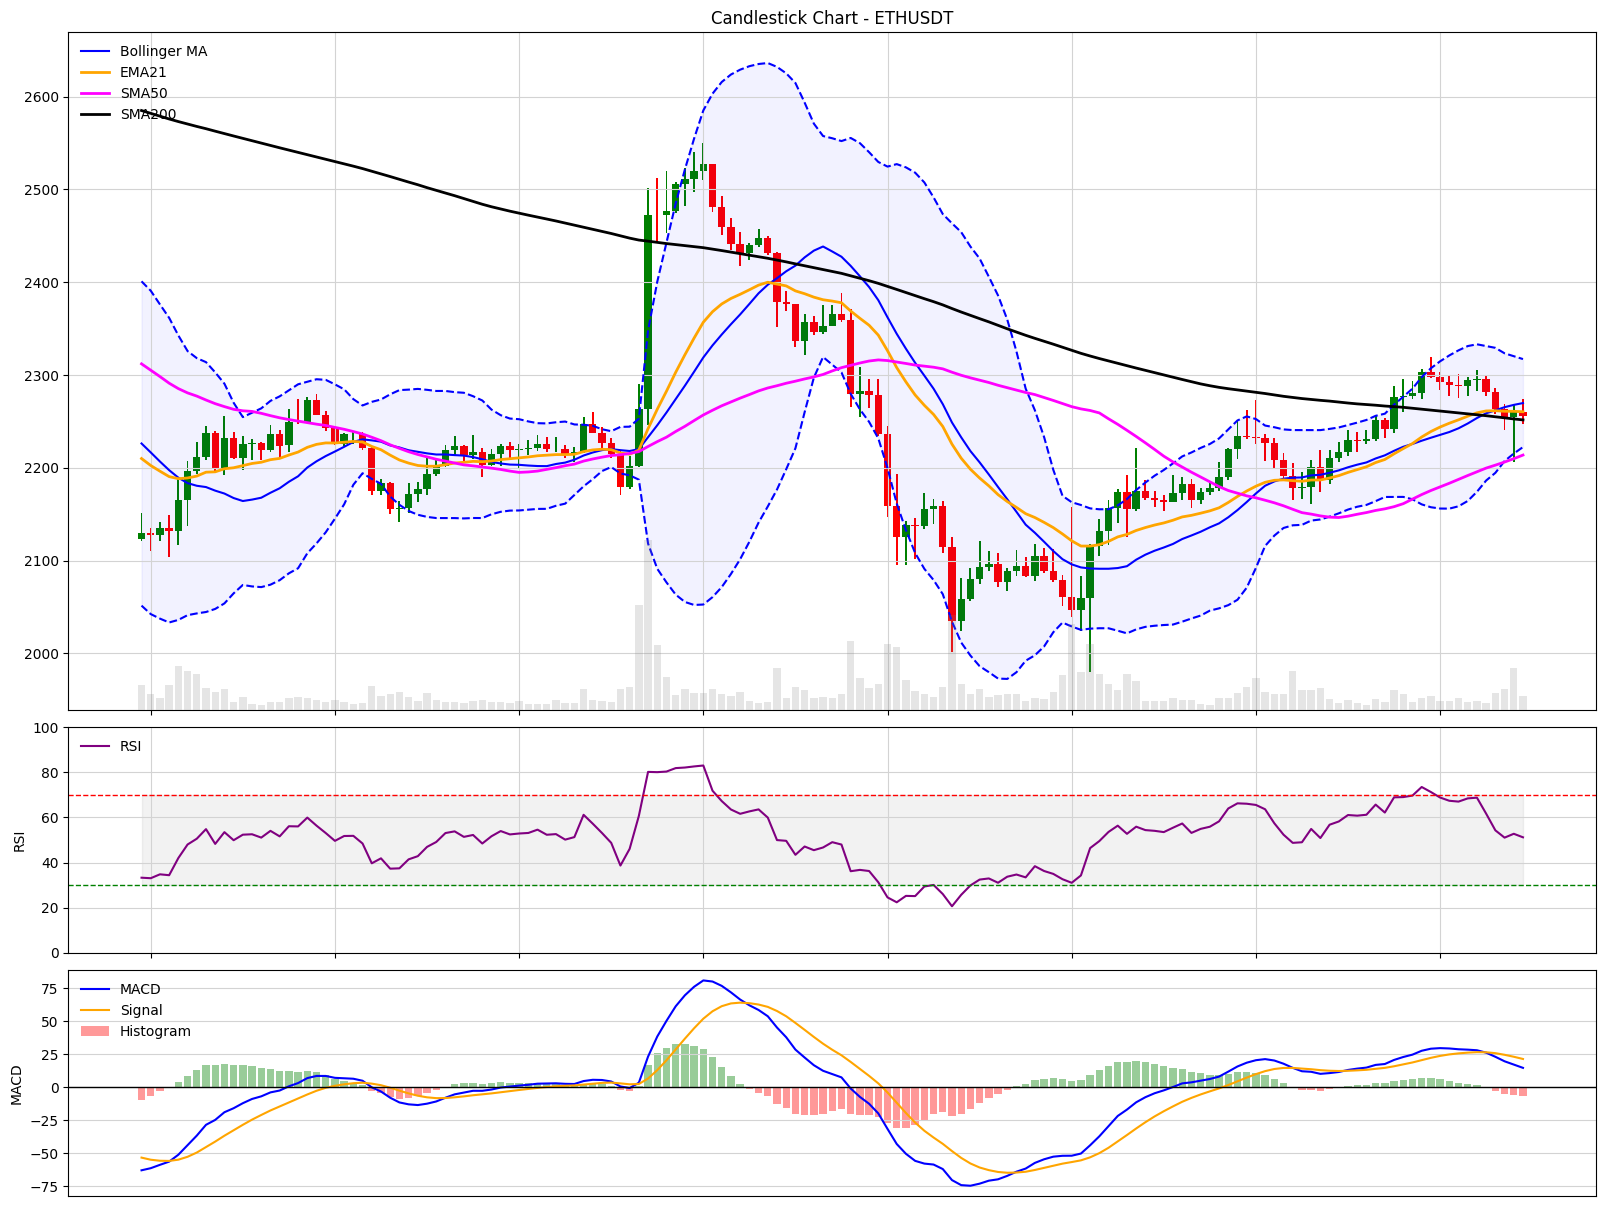 Candlestick Chart - ETHUSDT
Bollinger MA
EMA21
SMA50
SMA200
2600
2500
2400
2300
2200
2100
2000
100
80
60
40
20
0
RSI
RSI
75
50
25
0
−25
−50
−75
MACD
MACD
Signal
Histogram